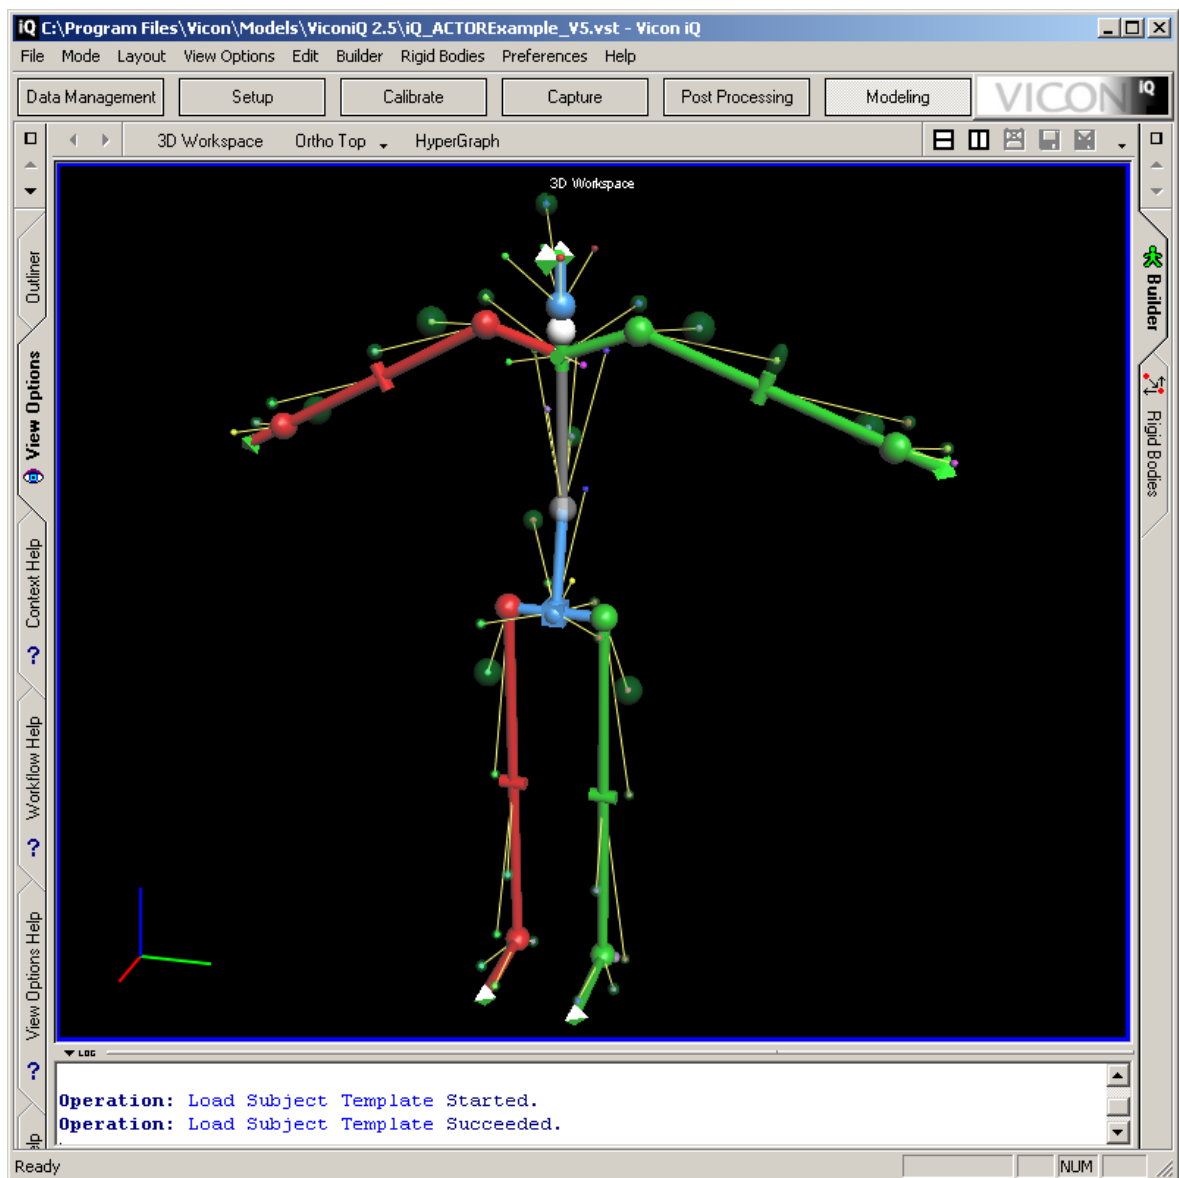 iQ C:\Program Files\Vicon\Models\ViconiQ 2.5\iQ_ACTORExample_V5.vst - Vicon iQ
File Mode Layout View Options Edit Builder Rigid Bodies Preferences Help
Data Management Setup Calibrate Capture Post Processing Modeling VICON iQ
3D Workspace Ortho Top HyperGraph
3D Workspace
Outliner
View Options
Context Help
?
Workflow Help
?
View Options Help
?
elp
Builder
Rigid Bodies
LOG
Operation: Load Subject Template Started.
Operation: Load Subject Template Succeeded.
Ready NUM